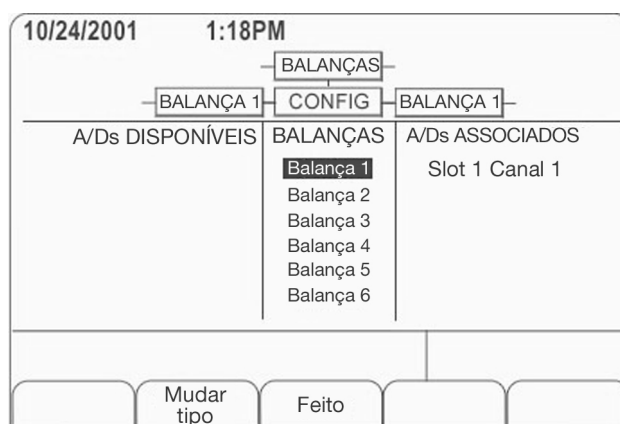 10/24/2001 1:18PM
BALANÇAS
BALANÇA 1 CONFIG BALANÇA 1
A/Ds DISPONÍVEIS BALANÇAS A/Ds ASSOCIADOS
Balança 1 Slot 1 Canal 1
Balança 2
Balança 3
Balança 4
Balança 5
Balança 6
Mudar
tipo
Feito